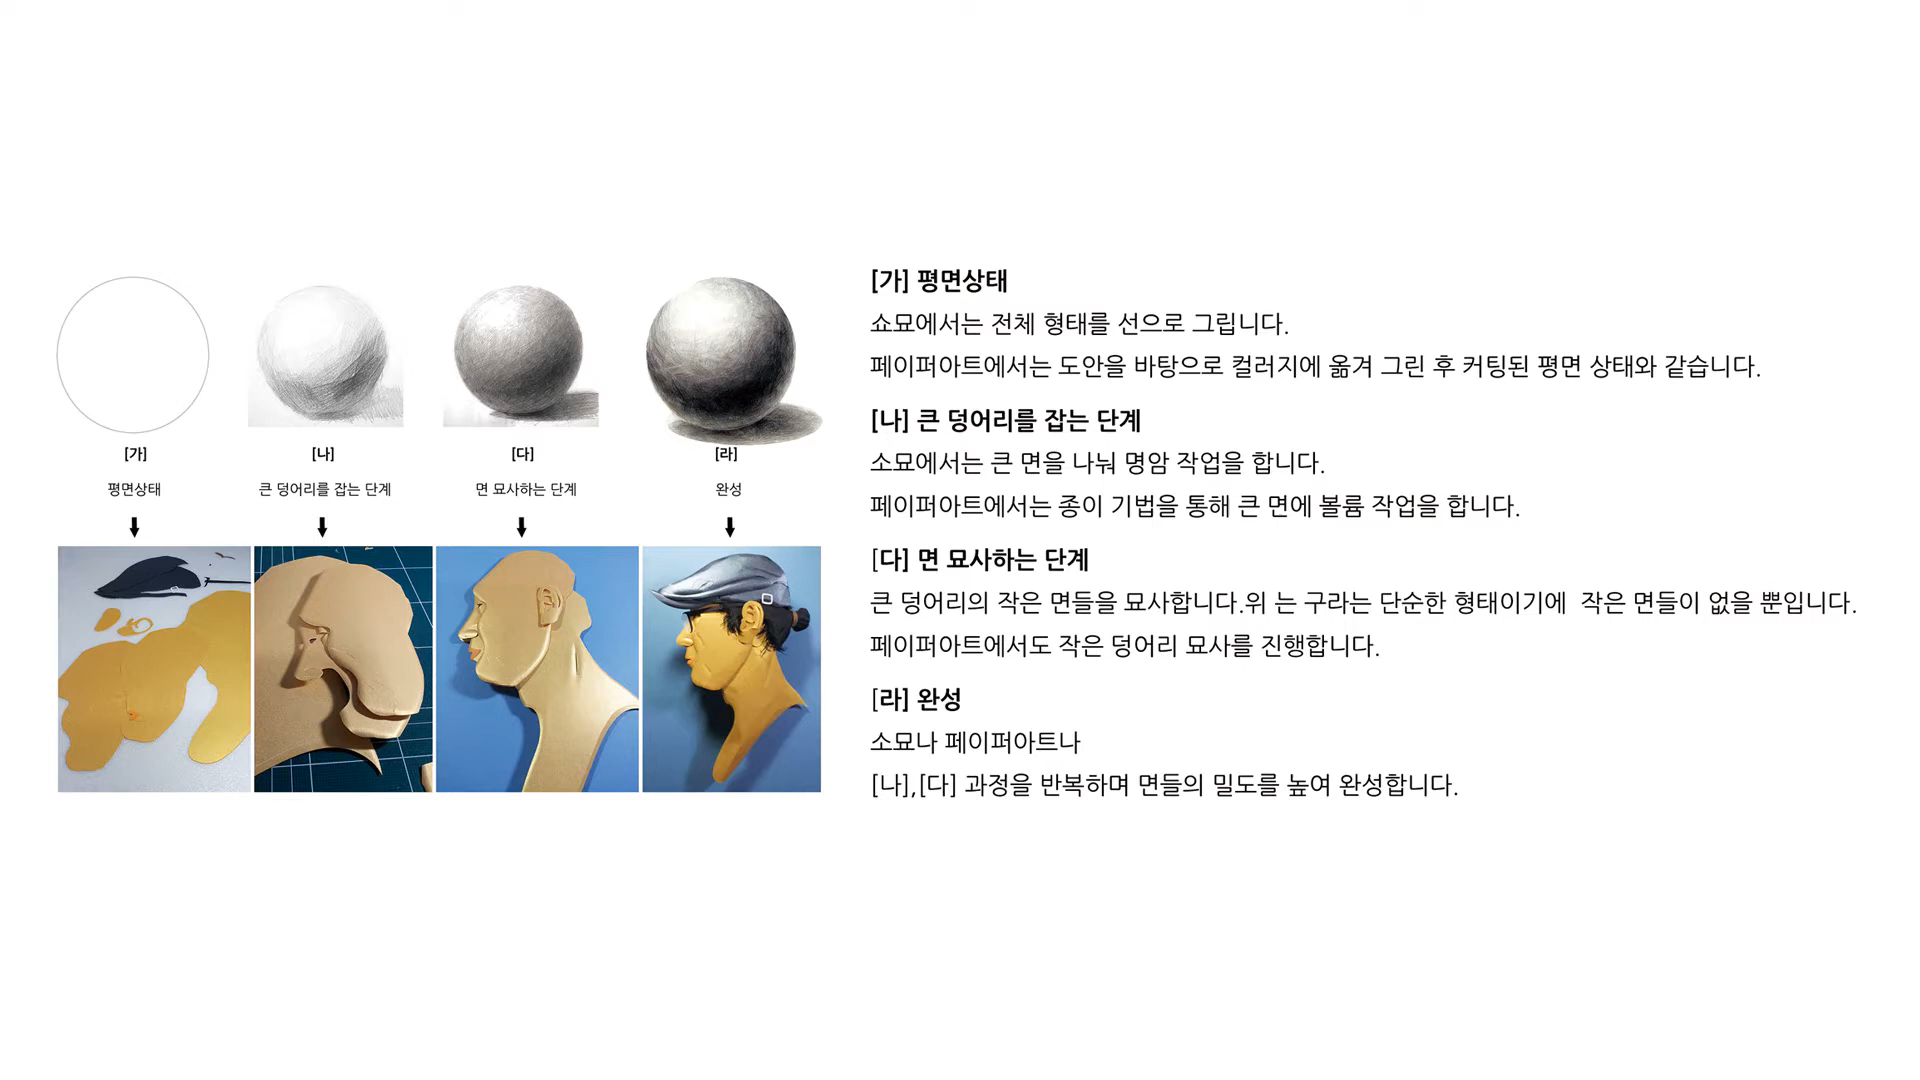 [가]
[나]
[다]
[라]
평면상태
큰 덩어리를 잡는 단계
면 묘사하는 단계
완성
[가] 평면상태
쇼묘에서는 전체 형태를 선으로 그립니다.
페이퍼아트에서는 도안을 바탕으로 컬러지에 옮겨 그린 후 커팅된 평면 상태와 같습니다.
[나] 큰 덩어리를 잡는 단계
소묘에서는 큰 면을 나눠 명암 작업을 합니다.
페이퍼아트에서는 종이 기법을 통해 큰 면에 볼륨 작업을 합니다.
[다] 면 묘사하는 단계
큰 덩어리의 작은 면들을 묘사합니다.위 는 구라는 단순한 형태이기에  작은 면들이 없을 뿐입니다.
페이퍼아트에서도 작은 덩어리 묘사를 진행합니다.
[라] 완성
소묘나 페이퍼아트나
[나],[다] 과정을 반복하며 면들의 밀도를 높여 완성합니다.